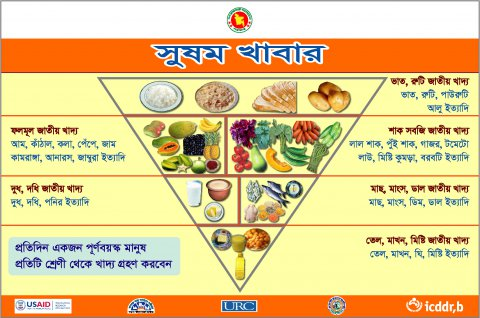 সুষম খাবার
ভাত, রুটি জাতীয় খাদ্য
ভাত, রুটি, পাউরুটি
আলু ইত্যাদি
ফলমূল জাতীয় খাদ্য
আম, কাঁঠাল, কলা, পেঁপে, জাম
কামরাঙ্গা, আনারস, জাম্বুরা ইত্যাদি
শাক সবজি জাতীয় খাদ্য
লাল শাক, পুঁই শাক, গাজর, টমেটো
লাউ, মিষ্টি কুমড়া, বরবটি ইত্যাদি
দুধ, দধি জাতীয় খাদ্য
দুধ, দধি, পনির ইত্যাদি
মাছ, মাংস, ডাল জাতীয় খাদ্য
মাছ, মাংস, ডিম, ডাল ইত্যাদি
তেল, মাখন, মিষ্টি জাতীয় খাদ্য
তেল, মাখন, ঘি, মিষ্টি ইত্যাদি
প্রতিদিন একজন পূর্ণবয়স্ক মানুষ
প্রতিটি শ্রেণী থেকে খাদ্য গ্রহণ করবেন
USAID
URC
icddr,b